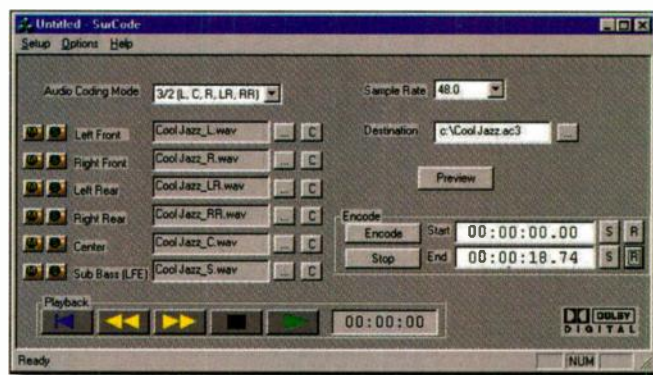 Untitled - SurCode
Setup Options Help
Audio Coding Mode 3/2 (L, C, R, LR, RR) Sample Rate 48.0
Left Front Cool Jazz_L.wav ... C Destination c:\Cool Jazz.ac3 ...
Right Front Cool Jazz_R.wav ... C
Preview
Left Rear Cool Jazz_LR.wav ... C
Right Rear Cool Jazz_RR.wav ... C
Encode
Encode Start 00:00:00.00 S R
Center Cool Jazz_C.wav ... C
Stop End 00:00:18.74 S R
Sub Bass (LFE) Cool Jazz_S.wav ... C
Playback
00:00:00
DOLBY
DIGITAL
Ready NUM